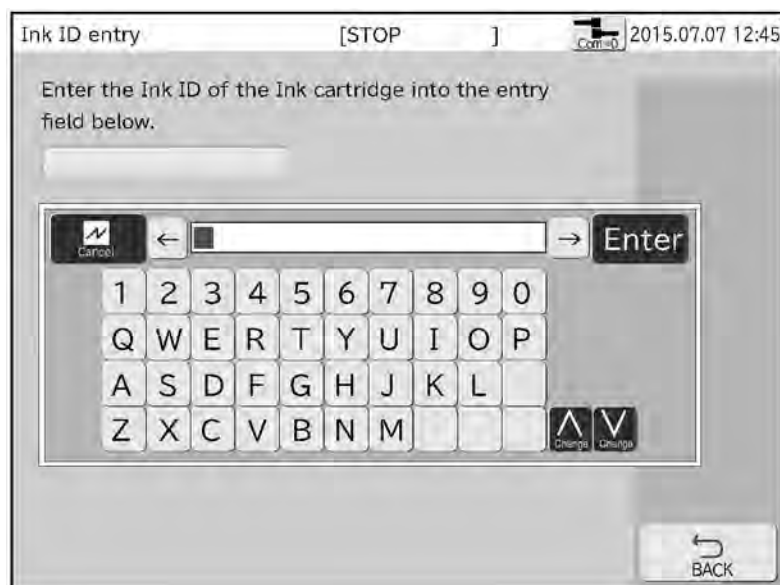 Ink ID entry [STOP ] Com=0 2015.07.07 12:45
Enter the Ink ID of the Ink cartridge into the entry
field below.
Cancel ← → Enter
1 2 3 4 5 6 7 8 9 0
Q W E R T Y U I O P
A S D F G H J K L
Z X C V B N M Change Change
BACK